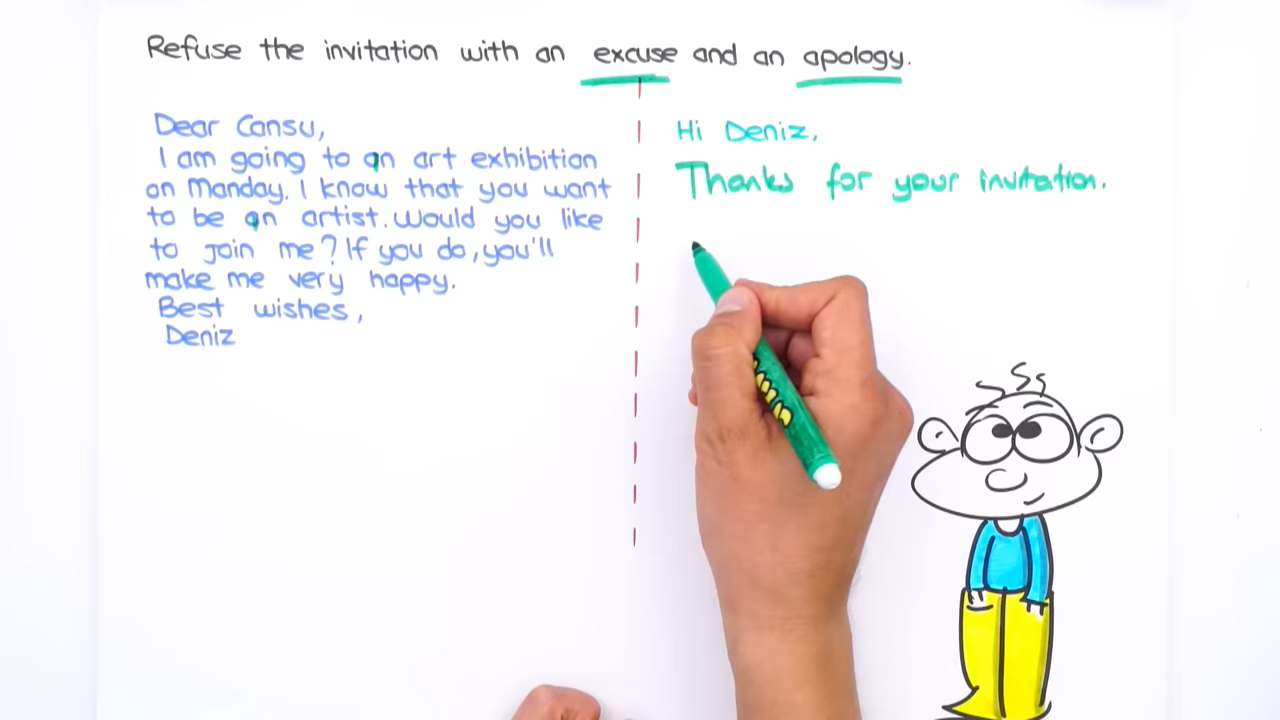 Refuse the invitation with an excuse and an apology.
Dear Cansu,
I am going to an art exhibition
on Manday. I know that you want
to be an artist. Would you like
to join me? If you do, you'll
make me very happy.
Best wishes,
Deniz
Hi Deniz,
Thanks for your invitation.